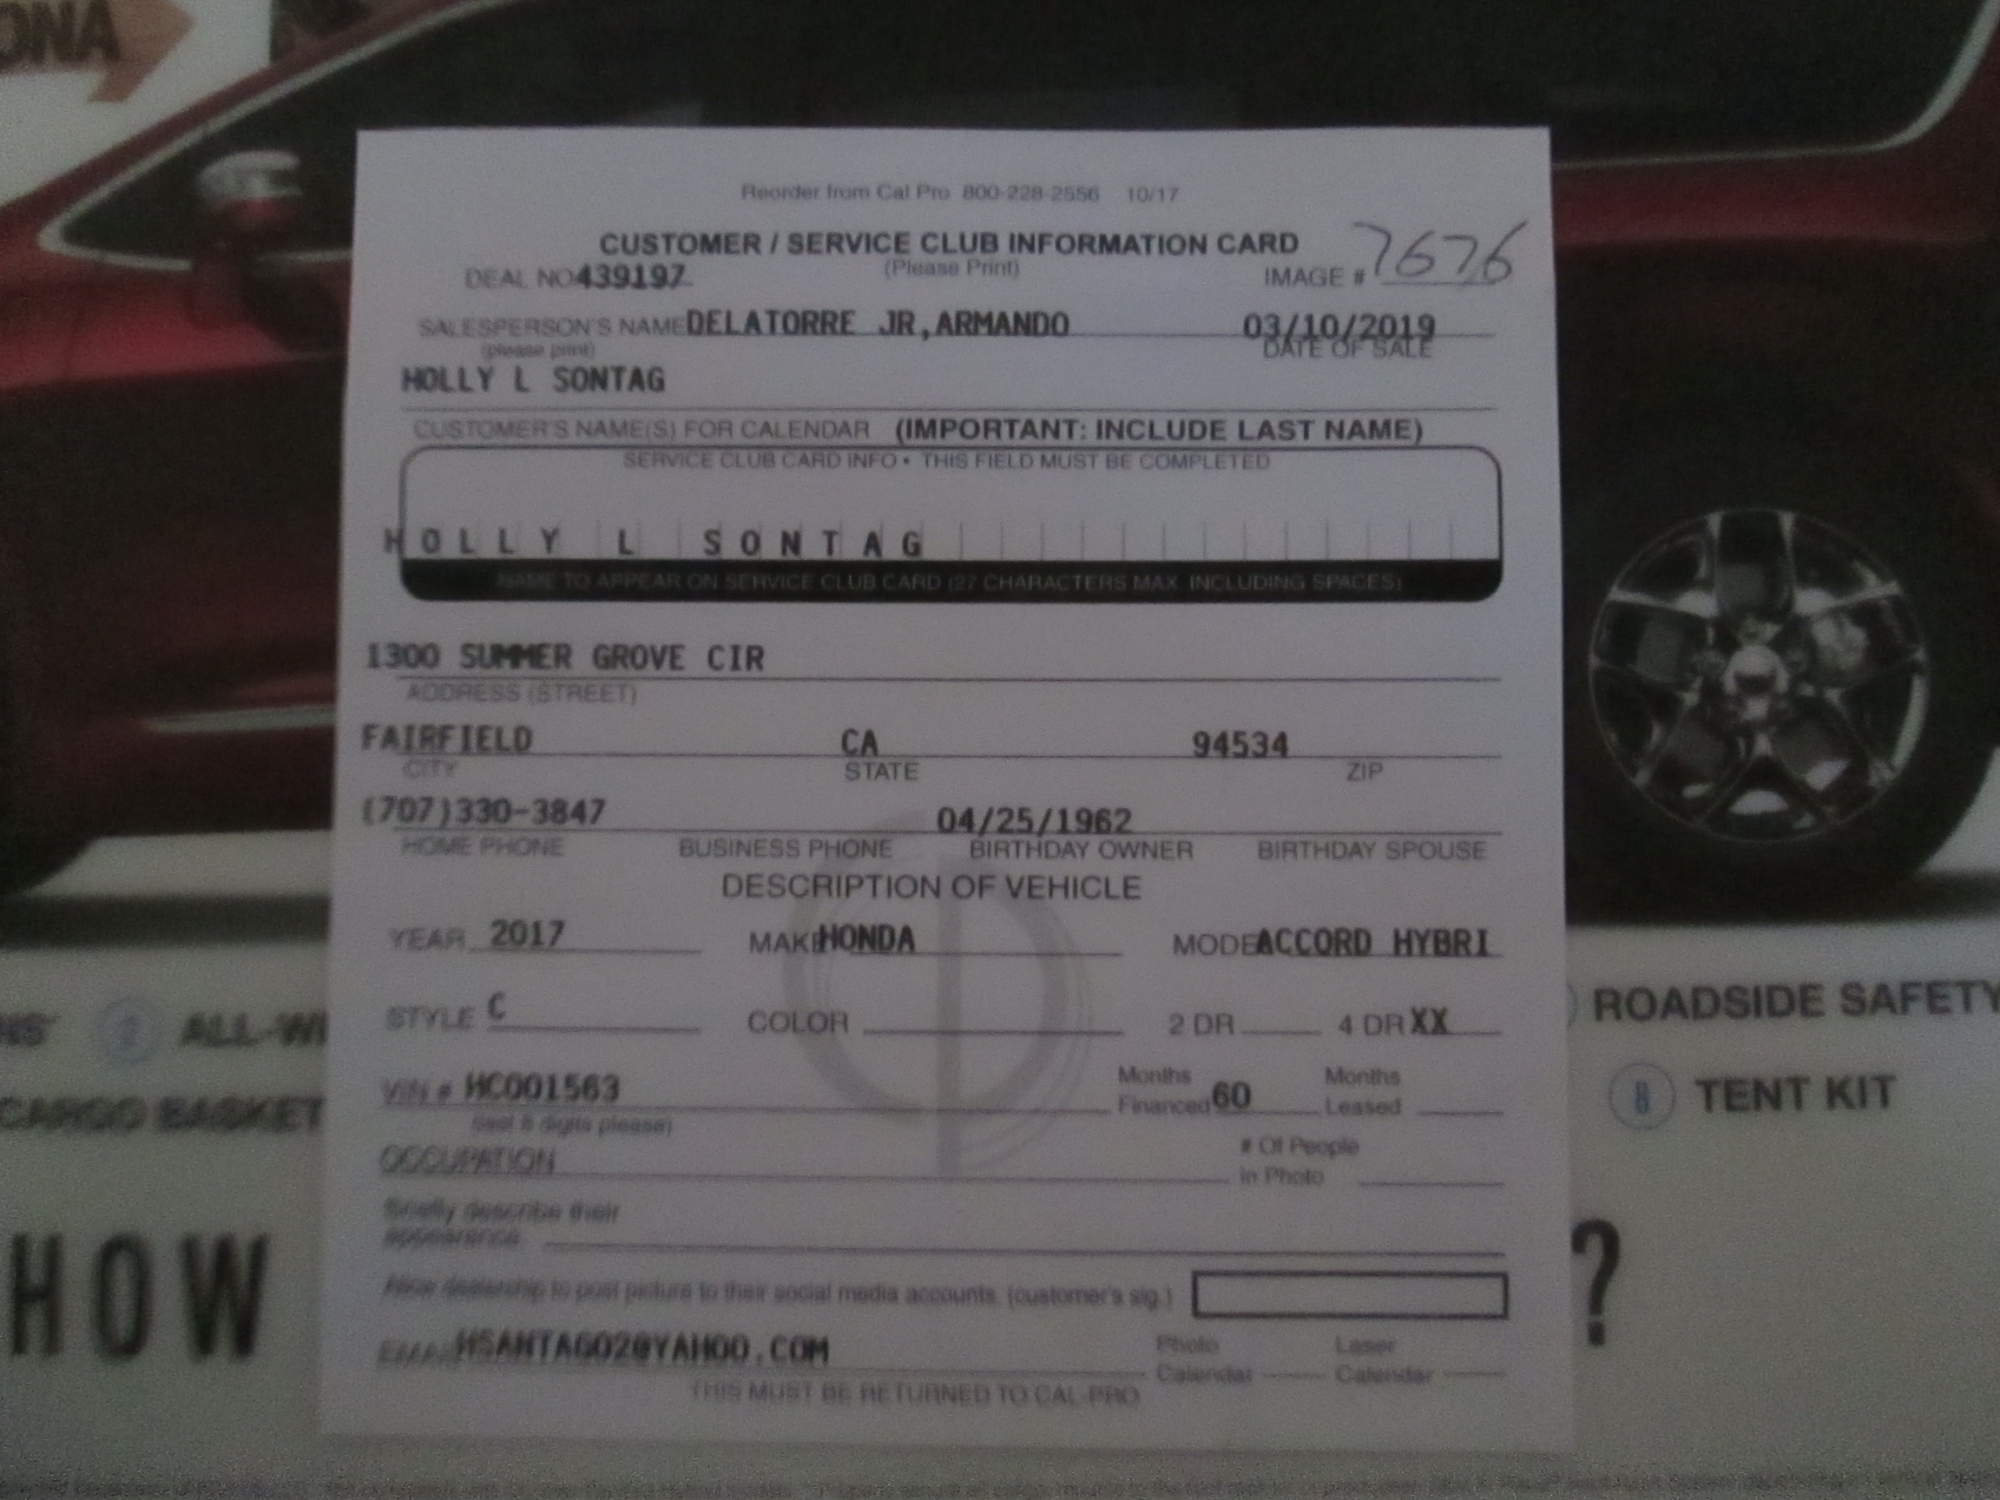 ONA
Reorder from Cal Pro 800-228-2556 10/17
CUSTOMER / SERVICE CLUB INFORMATION CARD
(Please Print)
DEAL NO 439197
IMAGE # 7676
SALESPERSON'S NAME DELATORRE JR,ARMANDO 03/10/2019
(please print) DATE OF SALE
HOLLY L SONTAG
CUSTOMER'S NAME(S) FOR CALENDAR (IMPORTANT: INCLUDE LAST NAME)
SERVICE CLUB CARD INFO • THIS FIELD MUST BE COMPLETED
HOLLY L SONTAG
NAME TO APPEAR ON SERVICE CLUB CARD (27 CHARACTERS MAX. INCLUDING SPACES)
1300 SUMMER GROVE CIR
ADDRESS (STREET)
FAIRFIELD CA 94534
CITY STATE ZIP
(707)330-3847 04/25/1962
HOME PHONE BUSINESS PHONE BIRTHDAY OWNER BIRTHDAY SPOUSE
DESCRIPTION OF VEHICLE
YEAR 2017 MAKE HONDA MODE ACCORD HYBRI
STYLE C COLOR 2 DR 4 DR XX
VIN # HC001563 Months Financed 60 Months Leased
(last 8 digits please)
OCCUPATION # Of People in Photo
Briefly describe their
appearance
Allow dealership to post picture to their social media accounts. (customer's sig.)
EMAIL HSANTAG02@YAHOO.COM Photo Calendar Laser Calendar
THIS MUST BE RETURNED TO CAL-PRO
2 ALL-WI
CARGO BASKET
ROADSIDE SAFETY
8 TENT KIT
HOW ?